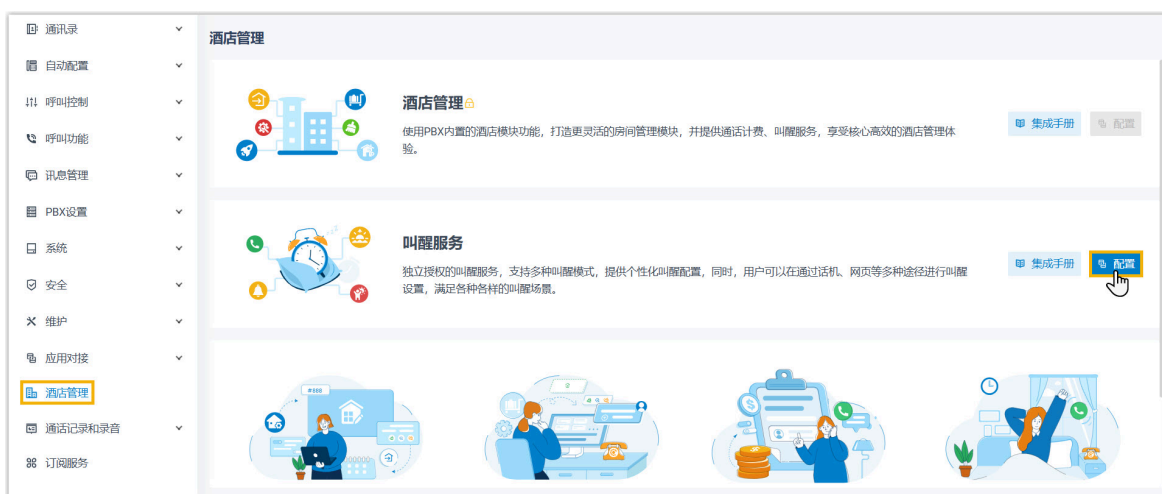 通讯录
自动配置
呼叫控制
呼叫功能
讯息管理
PBX设置
系统
安全
维护
应用对接
酒店管理
通话记录和录音
订阅服务
酒店管理
酒店管理
使用PBX内置的酒店模块功能，打造更灵活的房间管理模块，并提供通话计费、叫醒服务，享受核心高效的酒店管理体
验。
集成手册
配置
叫醒服务
独立授权的叫醒服务，支持多种叫醒模式，提供个性化叫醒配置，同时，用户可以在通过话机、网页等多种途径进行叫醒
设置，满足各种各样的叫醒场景。
集成手册
配置
#888